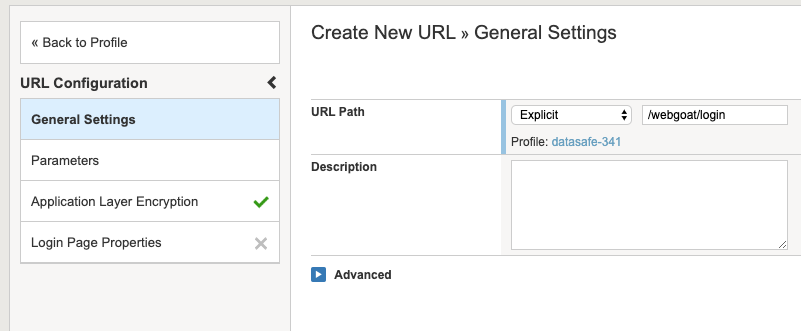 « Back to Profile
URL Configuration
General Settings
Parameters
Application Layer Encryption
Login Page Properties
Create New URL » General Settings
URL Path
Explicit
/webgoat/login
Profile: datasafe-341
Description
Advanced